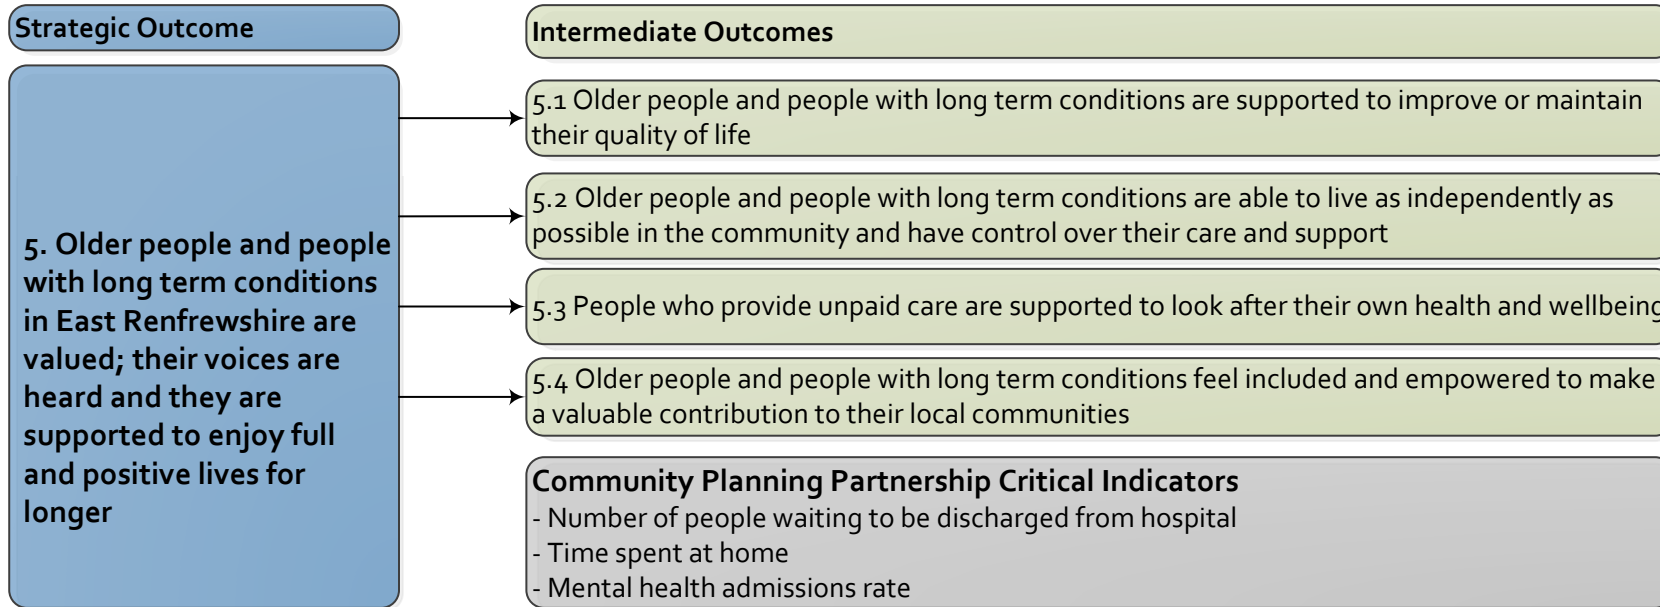 Strategic Outcome
5. Older people and people
with long term conditions
in East Renfrewshire are
valued; their voices are
heard and they are
supported to enjoy full
and positive lives for
longer
Intermediate Outcomes
5.1 Older people and people with long term conditions are supported to improve or maintain
their quality of life
5.2 Older people and people with long term conditions are able to live as independently as
possible in the community and have control over their care and support
5.3 People who provide unpaid care are supported to look after their own health and wellbeing
5.4 Older people and people with long term conditions feel included and empowered to make
a valuable contribution to their local communities
Community Planning Partnership Critical Indicators
- Number of people waiting to be discharged from hospital
- Time spent at home
- Mental health admissions rate